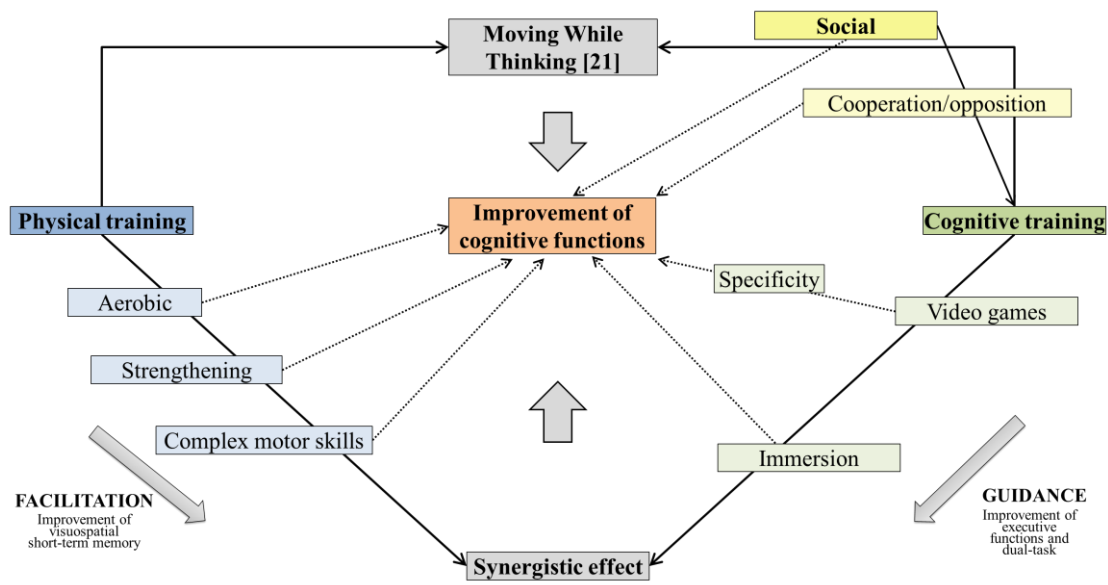 Moving While
Thinking [21]
Social
Cooperation/opposition
Physical training
Improvement of
cognitive functions
Cognitive training
Aerobic
Specificity
Video games
Strengthening
Complex motor skills
Immersion
FACILITATION
Improvement of
visuospatial
short-term memory
GUIDANCE
Improvement of
executive
functions and
dual-task
Synergistic effect